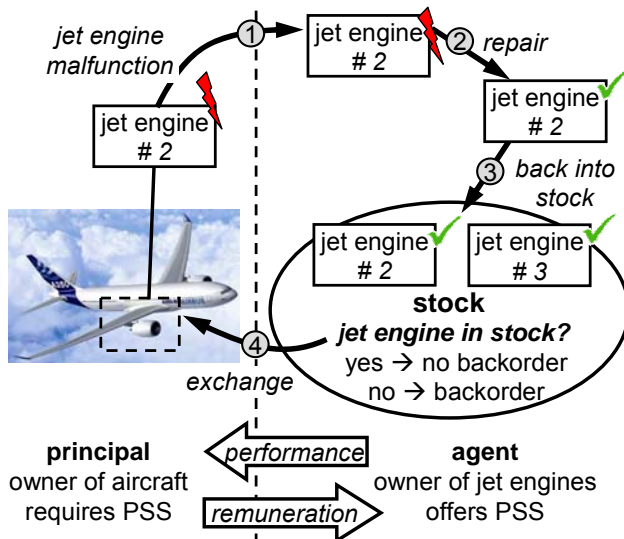 jet engine
malfunction
1
jet engine
# 2
2
repair
jet engine
# 2
jet engine
# 2
3
back into
stock
jet engine
# 2
jet engine
# 3
stock
jet engine in stock?
yes → no backorder
no → backorder
4
exchange
principal
owner of aircraft
requires PSS
performance
remuneration
agent
owner of jet engines
offers PSS